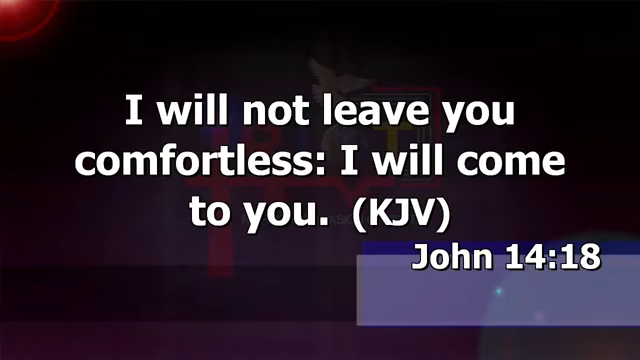 I will not leave you
comfortless: I will come
to you. (KJV)
John 14:18